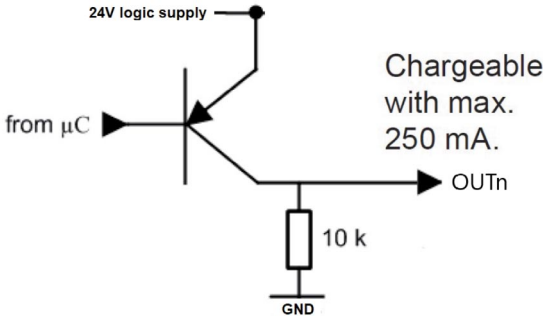 24V logic supply
Chargeable
with max.
250 mA.
from µC
OUTn
10 k
GND